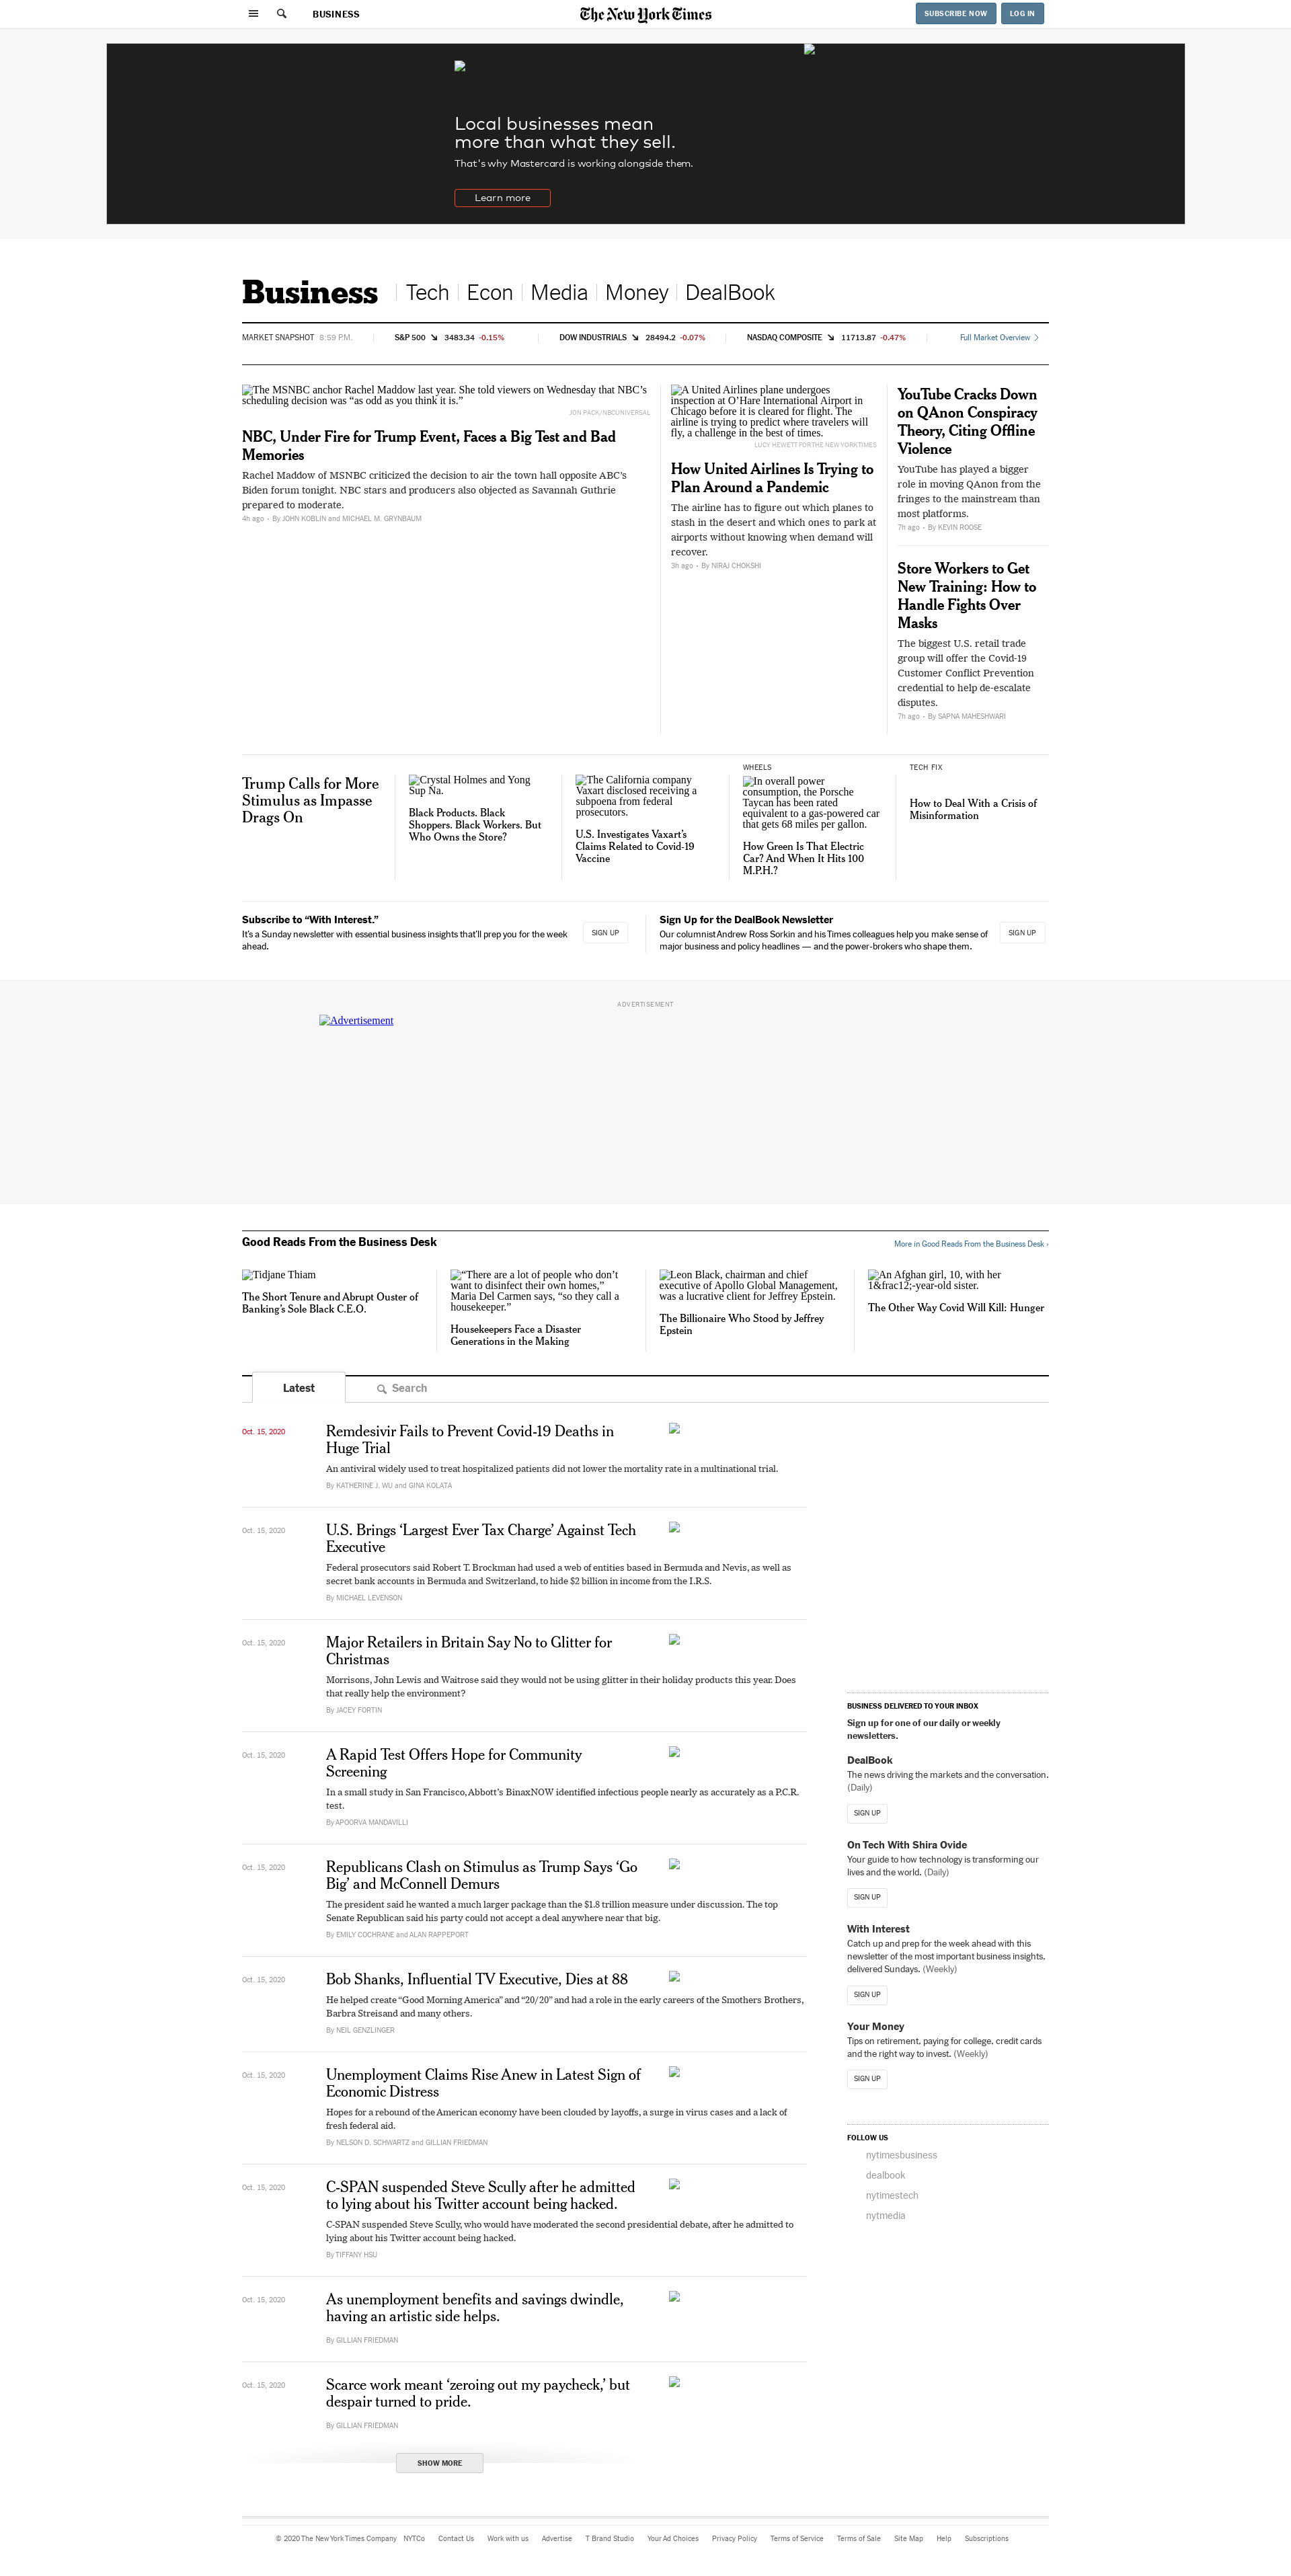 BUSINESS
The New York Times
SUBSCRIBE NOW
LOG IN
Local businesses mean
more than what they sell.
That's why Mastercard is working alongside them.
Learn more
Business
Tech
Econ
Media
Money
DealBook
MARKET SNAPSHOT 8:59 P.M.
S&P 500 3483.34 -0.15%
DOW INDUSTRIALS 28494.2 -0.07%
NASDAQ COMPOSITE 11713.87 -0.47%
Full Market Overview
The MSNBC anchor Rachel Maddow last year. She told viewers on Wednesday that NBC’s
scheduling decision was “as odd as you think it is.”
JON PACK/NBCUNIVERSAL
NBC, Under Fire for Trump Event, Faces a Big Test and Bad
Memories
Rachel Maddow of MSNBC criticized the decision to air the town hall opposite ABC’s
Biden forum tonight. NBC stars and producers also objected as Savannah Guthrie
prepared to moderate.
4h ago - By JOHN KOBLIN and MICHAEL M. GRYNBAUM
A United Airlines plane undergoes
inspection at O’Hare International Airport in
Chicago before it is cleared for flight. The
airline is trying to predict where travelers will
fly, a challenge in the best of times.
LUCY HEWETT FOR THE NEW YORK TIMES
How United Airlines Is Trying to
Plan Around a Pandemic
The airline has to figure out which planes to
stash in the desert and which ones to park at
airports without knowing when demand will
recover.
3h ago - By NIRAJ CHOKSHI
YouTube Cracks Down
on QAnon Conspiracy
Theory, Citing Offline
Violence
YouTube has played a bigger
role in moving QAnon from the
fringes to the mainstream than
most platforms.
7h ago - By KEVIN ROOSE
Store Workers to Get
New Training: How to
Handle Fights Over
Masks
The biggest U.S. retail trade
group will offer the Covid-19
Customer Conflict Prevention
credential to help de-escalate
disputes.
7h ago - By SAPNA MAHESHWARI
Trump Calls for More
Stimulus as Impasse
Drags On
Crystal Holmes and Yong
Sup Na.
Black Products. Black
Shoppers. Black Workers. But
Who Owns the Store?
The California company
Vaxart disclosed receiving a
subpoena from federal
prosecutors.
U.S. Investigates Vaxart’s
Claims Related to Covid-19
Vaccine
WHEELS
In overall power
consumption, the Porsche
Taycan has been rated
equivalent to a gas-powered car
that gets 68 miles per gallon.
How Green Is That Electric
Car? And When It Hits 100
M.P.H.?
TECH FIX
How to Deal With a Crisis of
Misinformation
Subscribe to “With Interest.”
It’s a Sunday newsletter with essential business insights that’ll prep you for the week
ahead.
SIGN UP
Sign Up for the DealBook Newsletter
Our columnist Andrew Ross Sorkin and his Times colleagues help you make sense of
major business and policy headlines — and the power-brokers who shape them.
SIGN UP
ADVERTISEMENT
Advertisement
Good Reads From the Business Desk
More in Good Reads From the Business Desk ›
Tidjane Thiam
The Short Tenure and Abrupt Ouster of
Banking’s Sole Black C.E.O.
“There are a lot of people who don’t
want to disinfect their own homes,”
Maria Del Carmen says, “so they call a
housekeeper.”
Housekeepers Face a Disaster
Generations in the Making
Leon Black, chairman and chief
executive of Apollo Global Management,
was a lucrative client for Jeffrey Epstein.
The Billionaire Who Stood by Jeffrey
Epstein
An Afghan girl, 10, with her
1&frac12;-year-old sister.
The Other Way Covid Will Kill: Hunger
Latest
Search
Oct. 15, 2020
Remdesivir Fails to Prevent Covid-19 Deaths in
Huge Trial
An antiviral widely used to treat hospitalized patients did not lower the mortality rate in a multinational trial.
By KATHERINE J. WU and GINA KOLATA
Oct. 15, 2020
U.S. Brings ‘Largest Ever Tax Charge’ Against Tech
Executive
Federal prosecutors said Robert T. Brockman had used a web of entities based in Bermuda and Nevis, as well as
secret bank accounts in Bermuda and Switzerland, to hide $2 billion in income from the I.R.S.
By MICHAEL LEVENSON
Oct. 15, 2020
Major Retailers in Britain Say No to Glitter for
Christmas
Morrisons, John Lewis and Waitrose said they would not be using glitter in their holiday products this year. Does
that really help the environment?
By JACEY FORTIN
Oct. 15, 2020
A Rapid Test Offers Hope for Community
Screening
In a small study in San Francisco, Abbott’s BinaxNOW identified infectious people nearly as accurately as a P.C.R.
test.
By APOORVA MANDAVILLI
Oct. 15, 2020
Republicans Clash on Stimulus as Trump Says ‘Go
Big’ and McConnell Demurs
The president said he wanted a much larger package than the $1.8 trillion measure under discussion. The top
Senate Republican said his party could not accept a deal anywhere near that big.
By EMILY COCHRANE and ALAN RAPPEPORT
Oct. 15, 2020
Bob Shanks, Influential TV Executive, Dies at 88
He helped create “Good Morning America” and “20/20” and had a role in the early careers of the Smothers Brothers,
Barbra Streisand and many others.
By NEIL GENZLINGER
Oct. 15, 2020
Unemployment Claims Rise Anew in Latest Sign of
Economic Distress
Hopes for a rebound of the American economy have been clouded by layoffs, a surge in virus cases and a lack of
fresh federal aid.
By NELSON D. SCHWARTZ and GILLIAN FRIEDMAN
Oct. 15, 2020
C-SPAN suspended Steve Scully after he admitted
to lying about his Twitter account being hacked.
C-SPAN suspended Steve Scully, who would have moderated the second presidential debate, after he admitted to
lying about his Twitter account being hacked.
By TIFFANY HSU
Oct. 15, 2020
As unemployment benefits and savings dwindle,
having an artistic side helps.
By GILLIAN FRIEDMAN
Oct. 15, 2020
Scarce work meant ‘zeroing out my paycheck,’ but
despair turned to pride.
By GILLIAN FRIEDMAN
SHOW MORE
BUSINESS DELIVERED TO YOUR INBOX
Sign up for one of our daily or weekly
newsletters.
DealBook
The news driving the markets and the conversation.
(Daily)
SIGN UP
On Tech With Shira Ovide
Your guide to how technology is transforming our
lives and the world. (Daily)
SIGN UP
With Interest
Catch up and prep for the week ahead with this
newsletter of the most important business insights,
delivered Sundays. (Weekly)
SIGN UP
Your Money
Tips on retirement, paying for college, credit cards
and the right way to invest. (Weekly)
SIGN UP
FOLLOW US
nytimesbusiness
dealbook
nytimestech
nytmedia
© 2020 The New York Times Company NYTCo Contact Us Work with us Advertise T Brand Studio Your Ad Choices Privacy Policy Terms of Service Terms of Sale Site Map Help Subscriptions